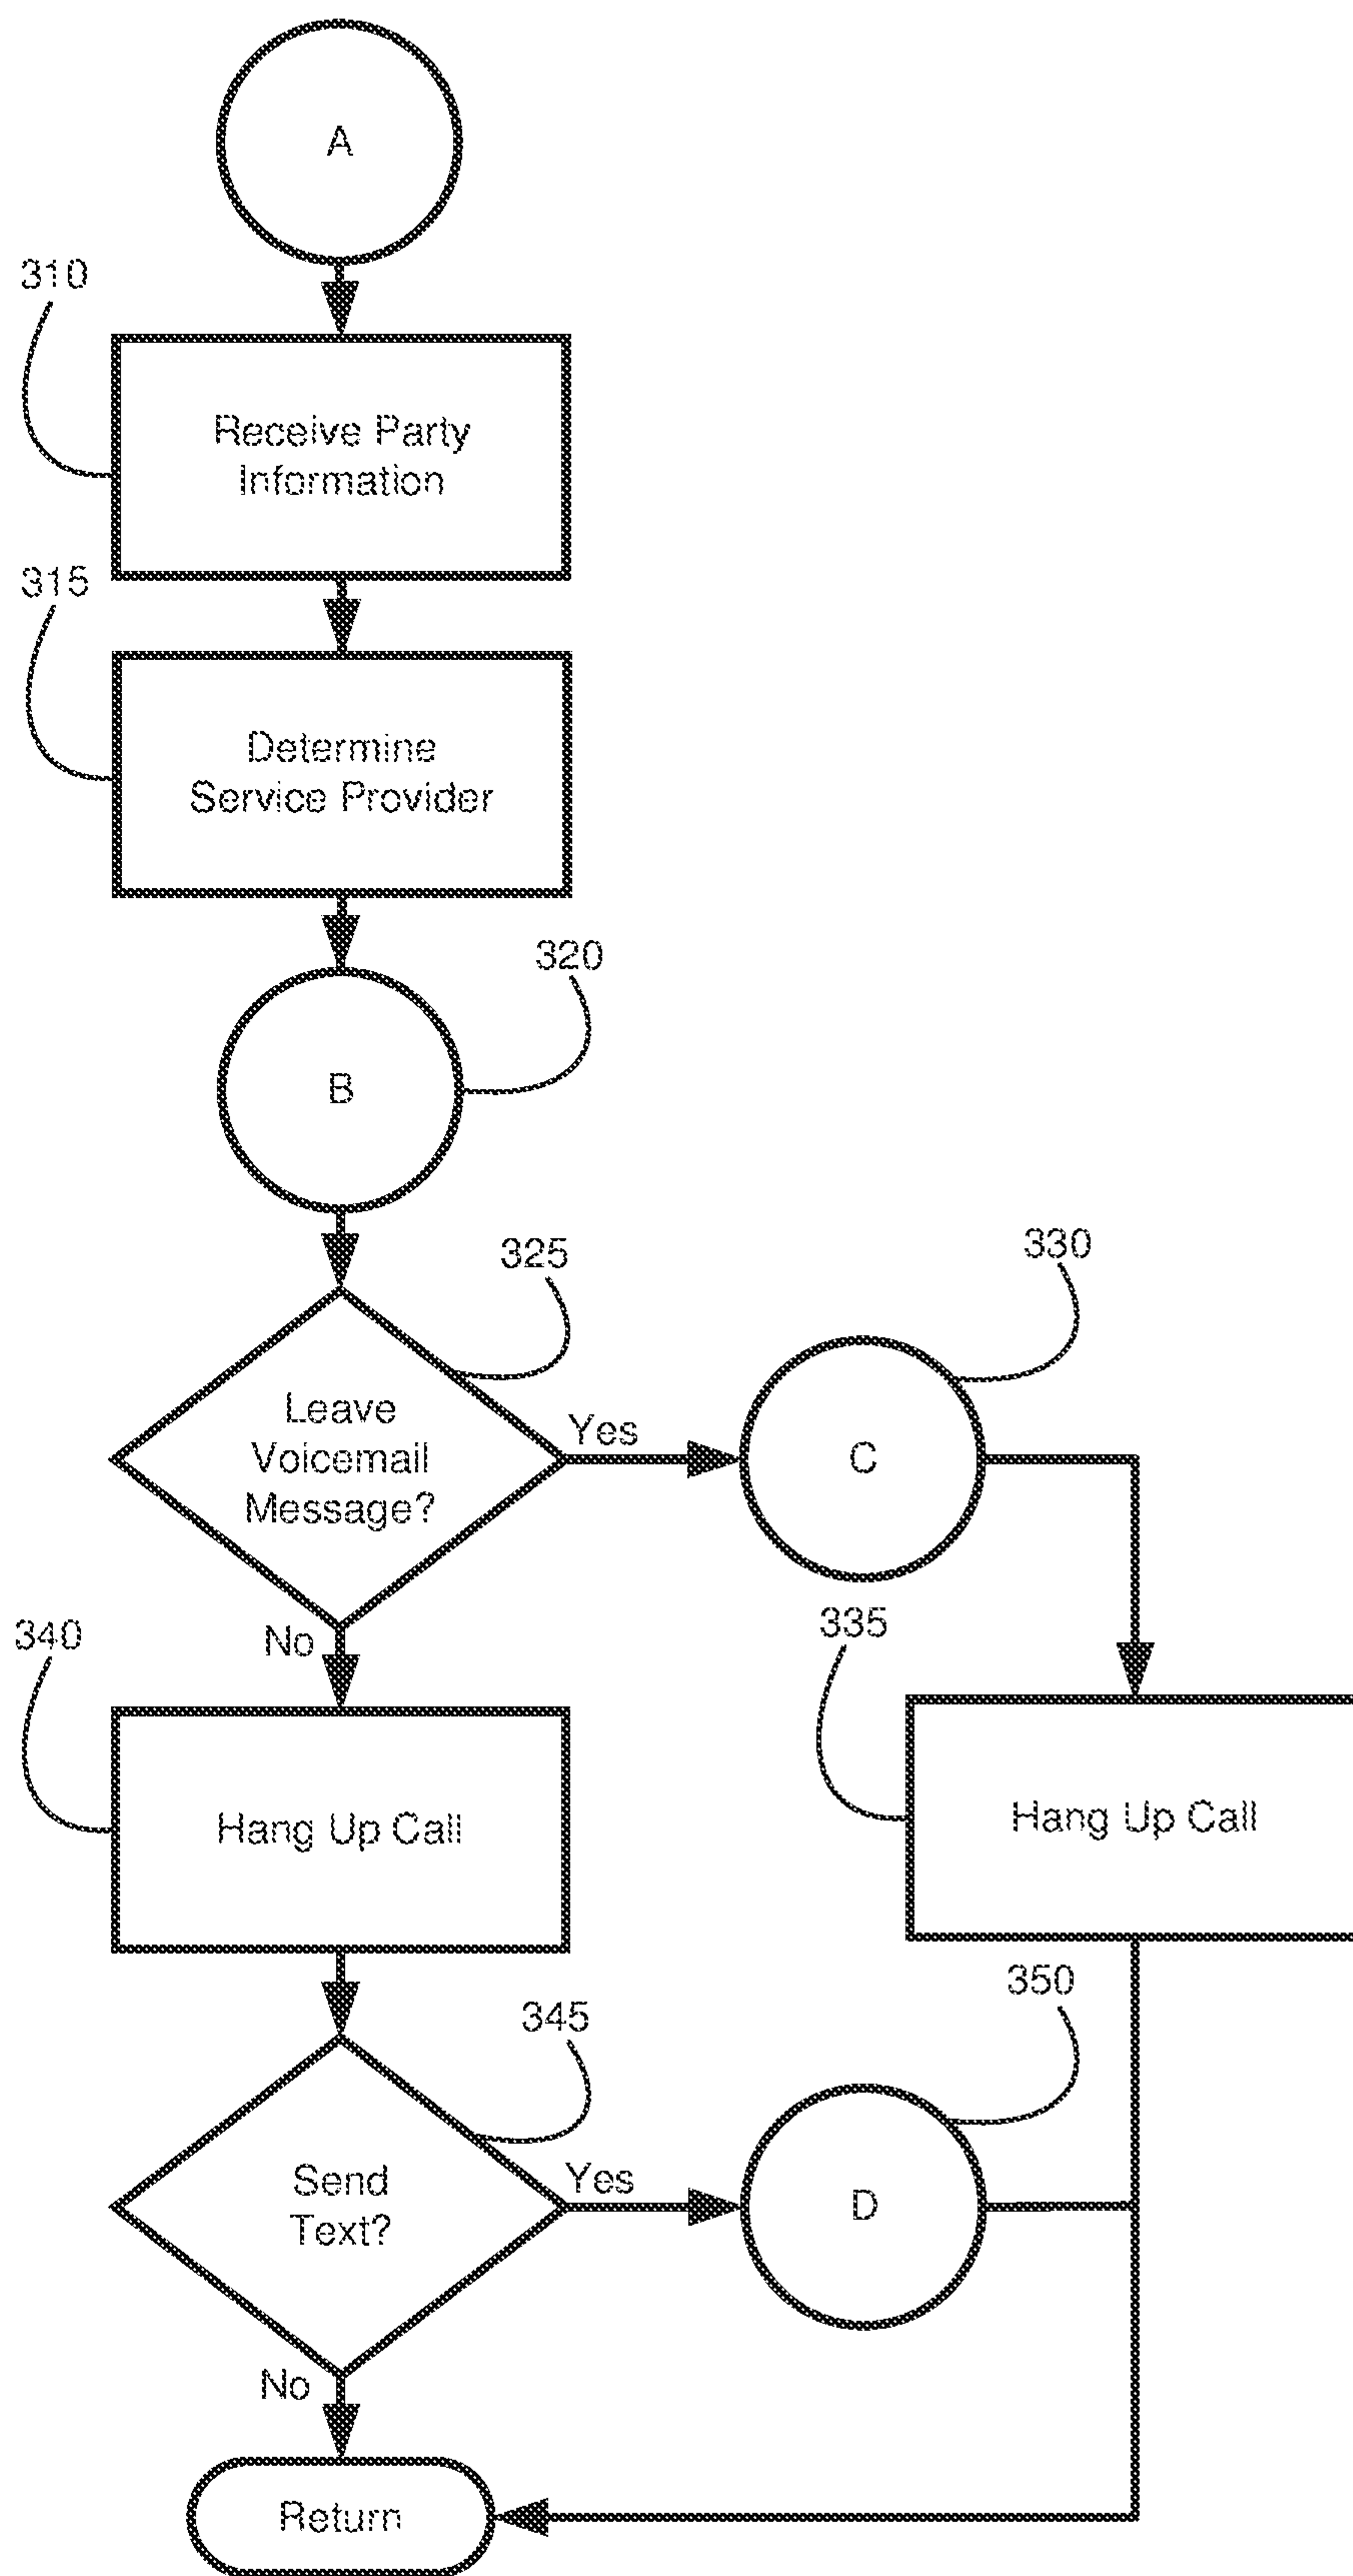 A
310
Receive Party
Information
315
Determine
Service Provider
320
B
325
330
Leave
Voicemail
Message?
Yes
C
No
340
335
Hang Up Call
Hang Up Call
345
350
Send
Text?
Yes
D
No
Return